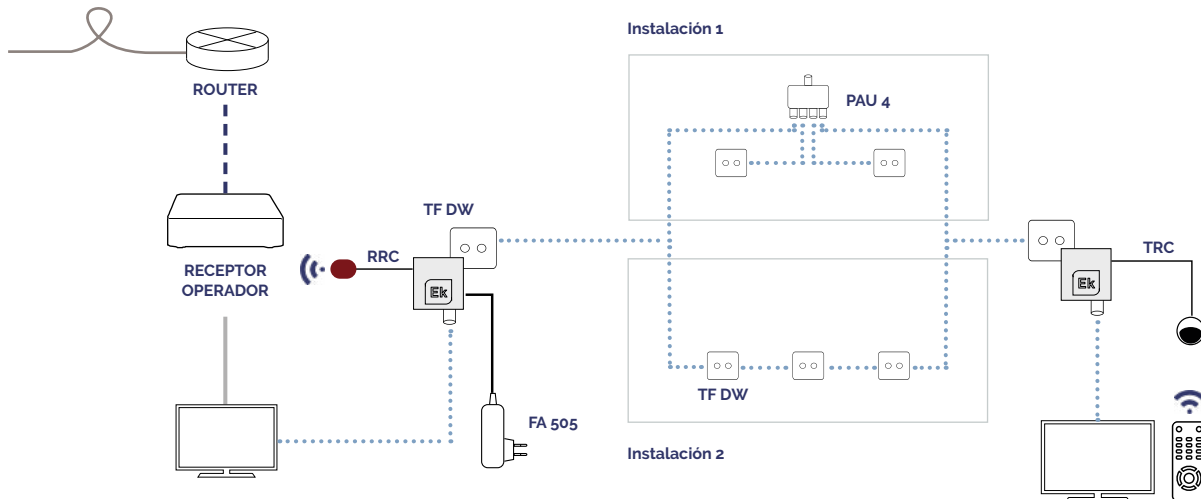 Instalación 1
ROUTER
PAU 4
TF DW
RRC
Ek
RECEPTOR
OPERADOR
TRC
Ek
TF DW
FA 505
Instalación 2